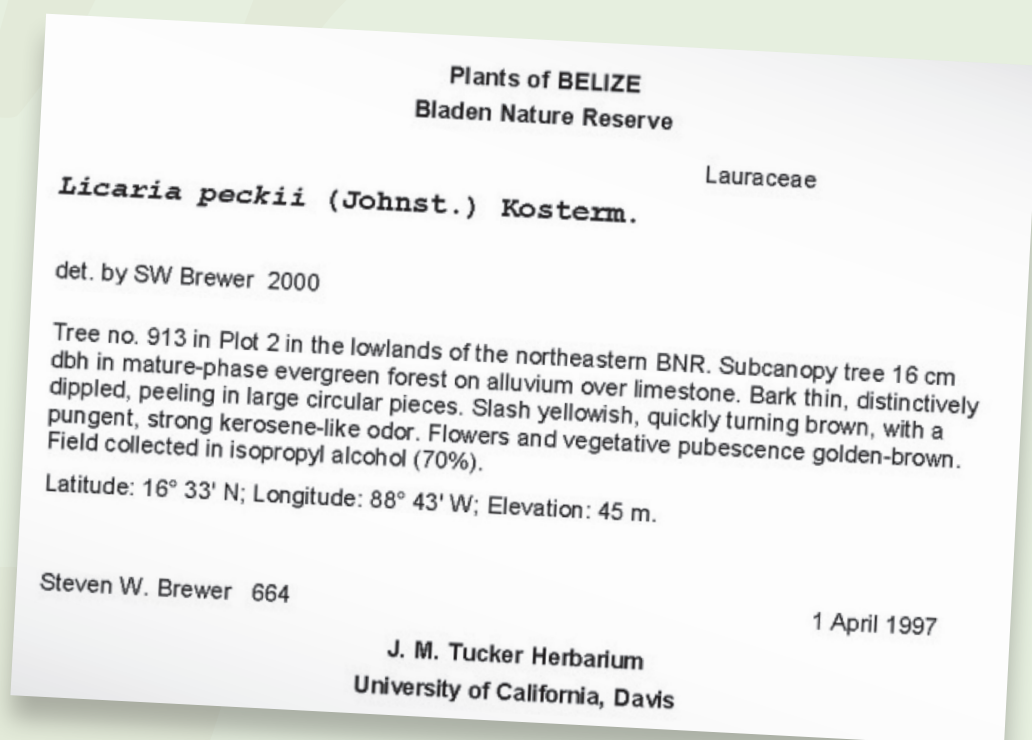 Plants of BELIZE
Bladen Nature Reserve
Lauraceae
Licaria peckii (Johnst.) Kosterm.
det. by SW Brewer 2000
Tree no. 913 in Plot 2 in the lowlands of the northeastern BNR. Subcanopy tree 16 cm
dbh in mature-phase evergreen forest on alluvium over limestone. Bark thin, distinctively
dippled, peeling in large circular pieces. Slash yellowish, quickly turning brown, with a
pungent, strong kerosene-like odor. Flowers and vegetative pubescence golden-brown.
Field collected in isopropyl alcohol (70%).
Latitude: 16° 33' N; Longitude: 88° 43' W; Elevation: 45 m.
Steven W. Brewer 664
1 April 1997
J. M. Tucker Herbarium
University of California, Davis